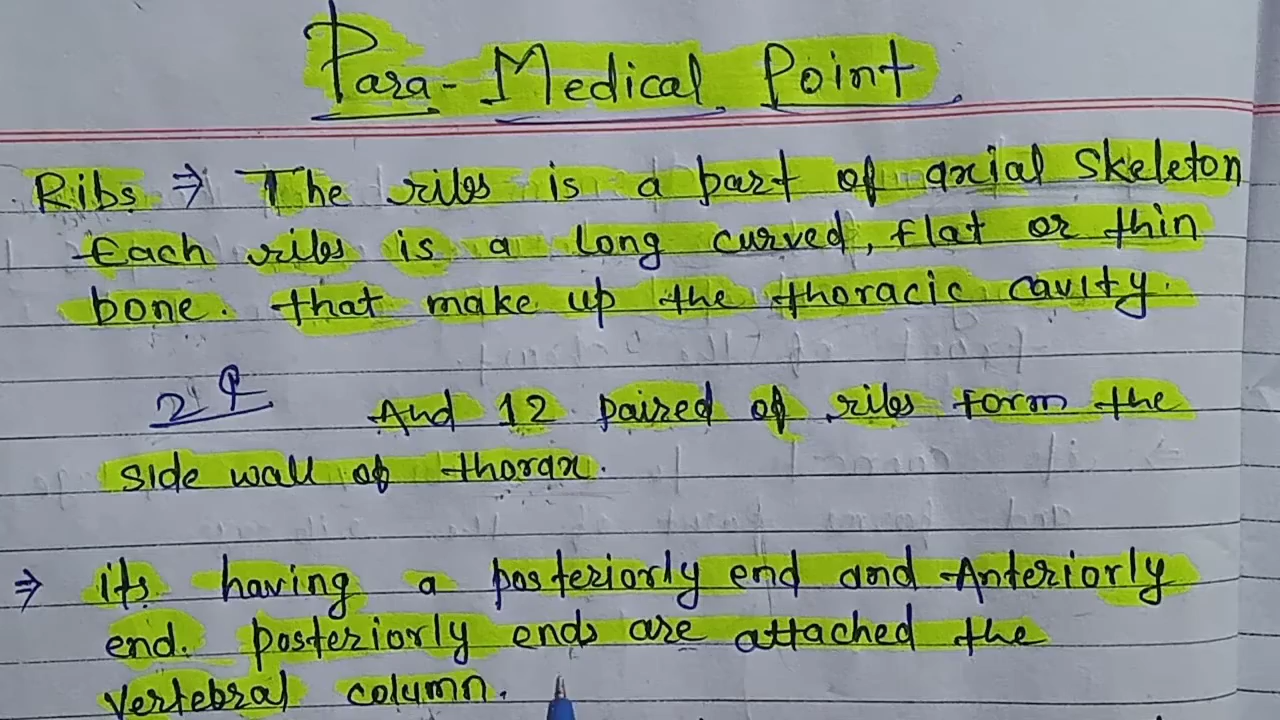 Para-Medical Point
Ribs ⇒ The ribs is a part of axial skeleton
Each ribs is a long curved, flat or thin
bone. that make up the thoracic cavity.
And 12 paired of ribs form the
side wall of thorax.
⇒ its having a posteriorly end and Anteriorly
end. posteriorly ends are attached the
vertebral column.